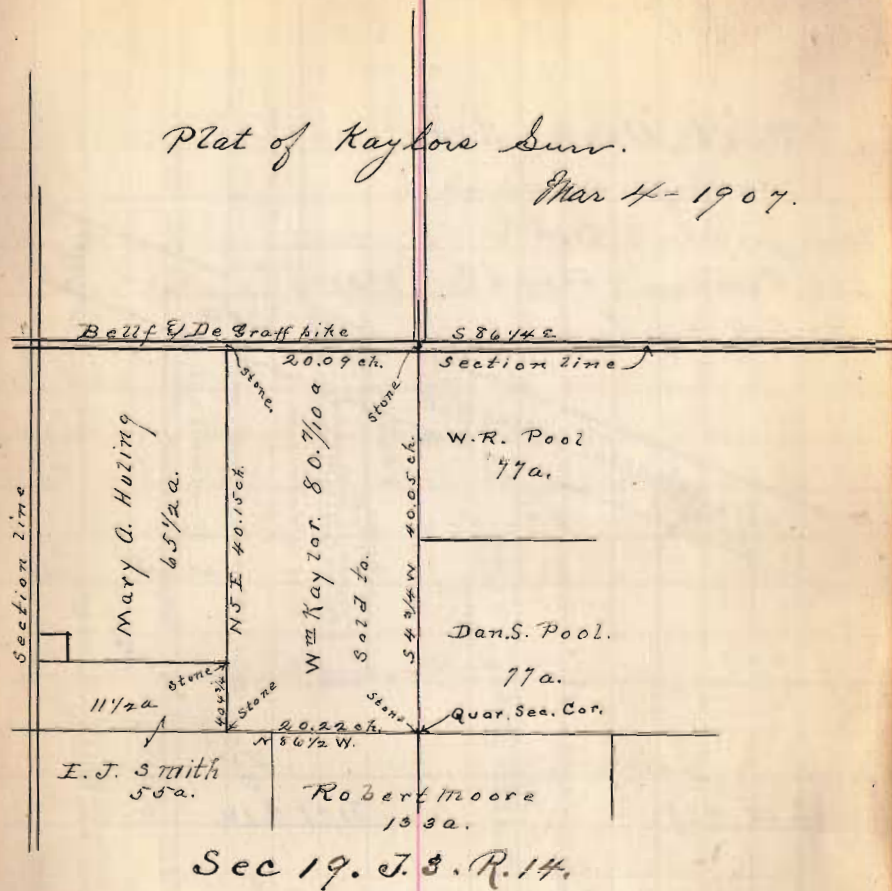 Plat of Kaylors Surv.
Mar 4 - 1907.
Bellf & De Graff pike
S 86 1/4 E
20.09 ch.
Section line
stone
stone
Mary A. Huling
65 1/2 a.
Section line
N 5 E 40.15 ch.
Wm Kaylor. 80.7/10 a
Sold to.
S 4 3/4 W 40.05 ch.
W.R. Pool
77a.
Dan. S. Pool.
77a.
Quar. Sec. Cor.
stone
Stone
Stone
11 1/2 a
20.22 ch.
N 86 1/2 W.
E. J. Smith
55a.
Robert Moore
133a.
Sec 19. T. 3. R. 14.